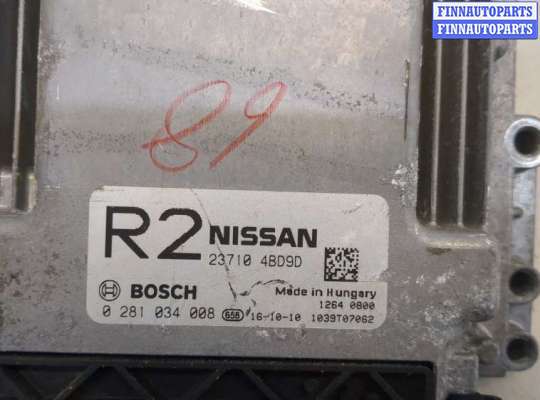 FINNAUTOPARTS
FINNAUTOPARTS
89
R2 NISSAN
23710 4BD9D
BOSCH
Made in Hungary
1264 0800
0 281 034 008 658 16-10-10 1039T07062